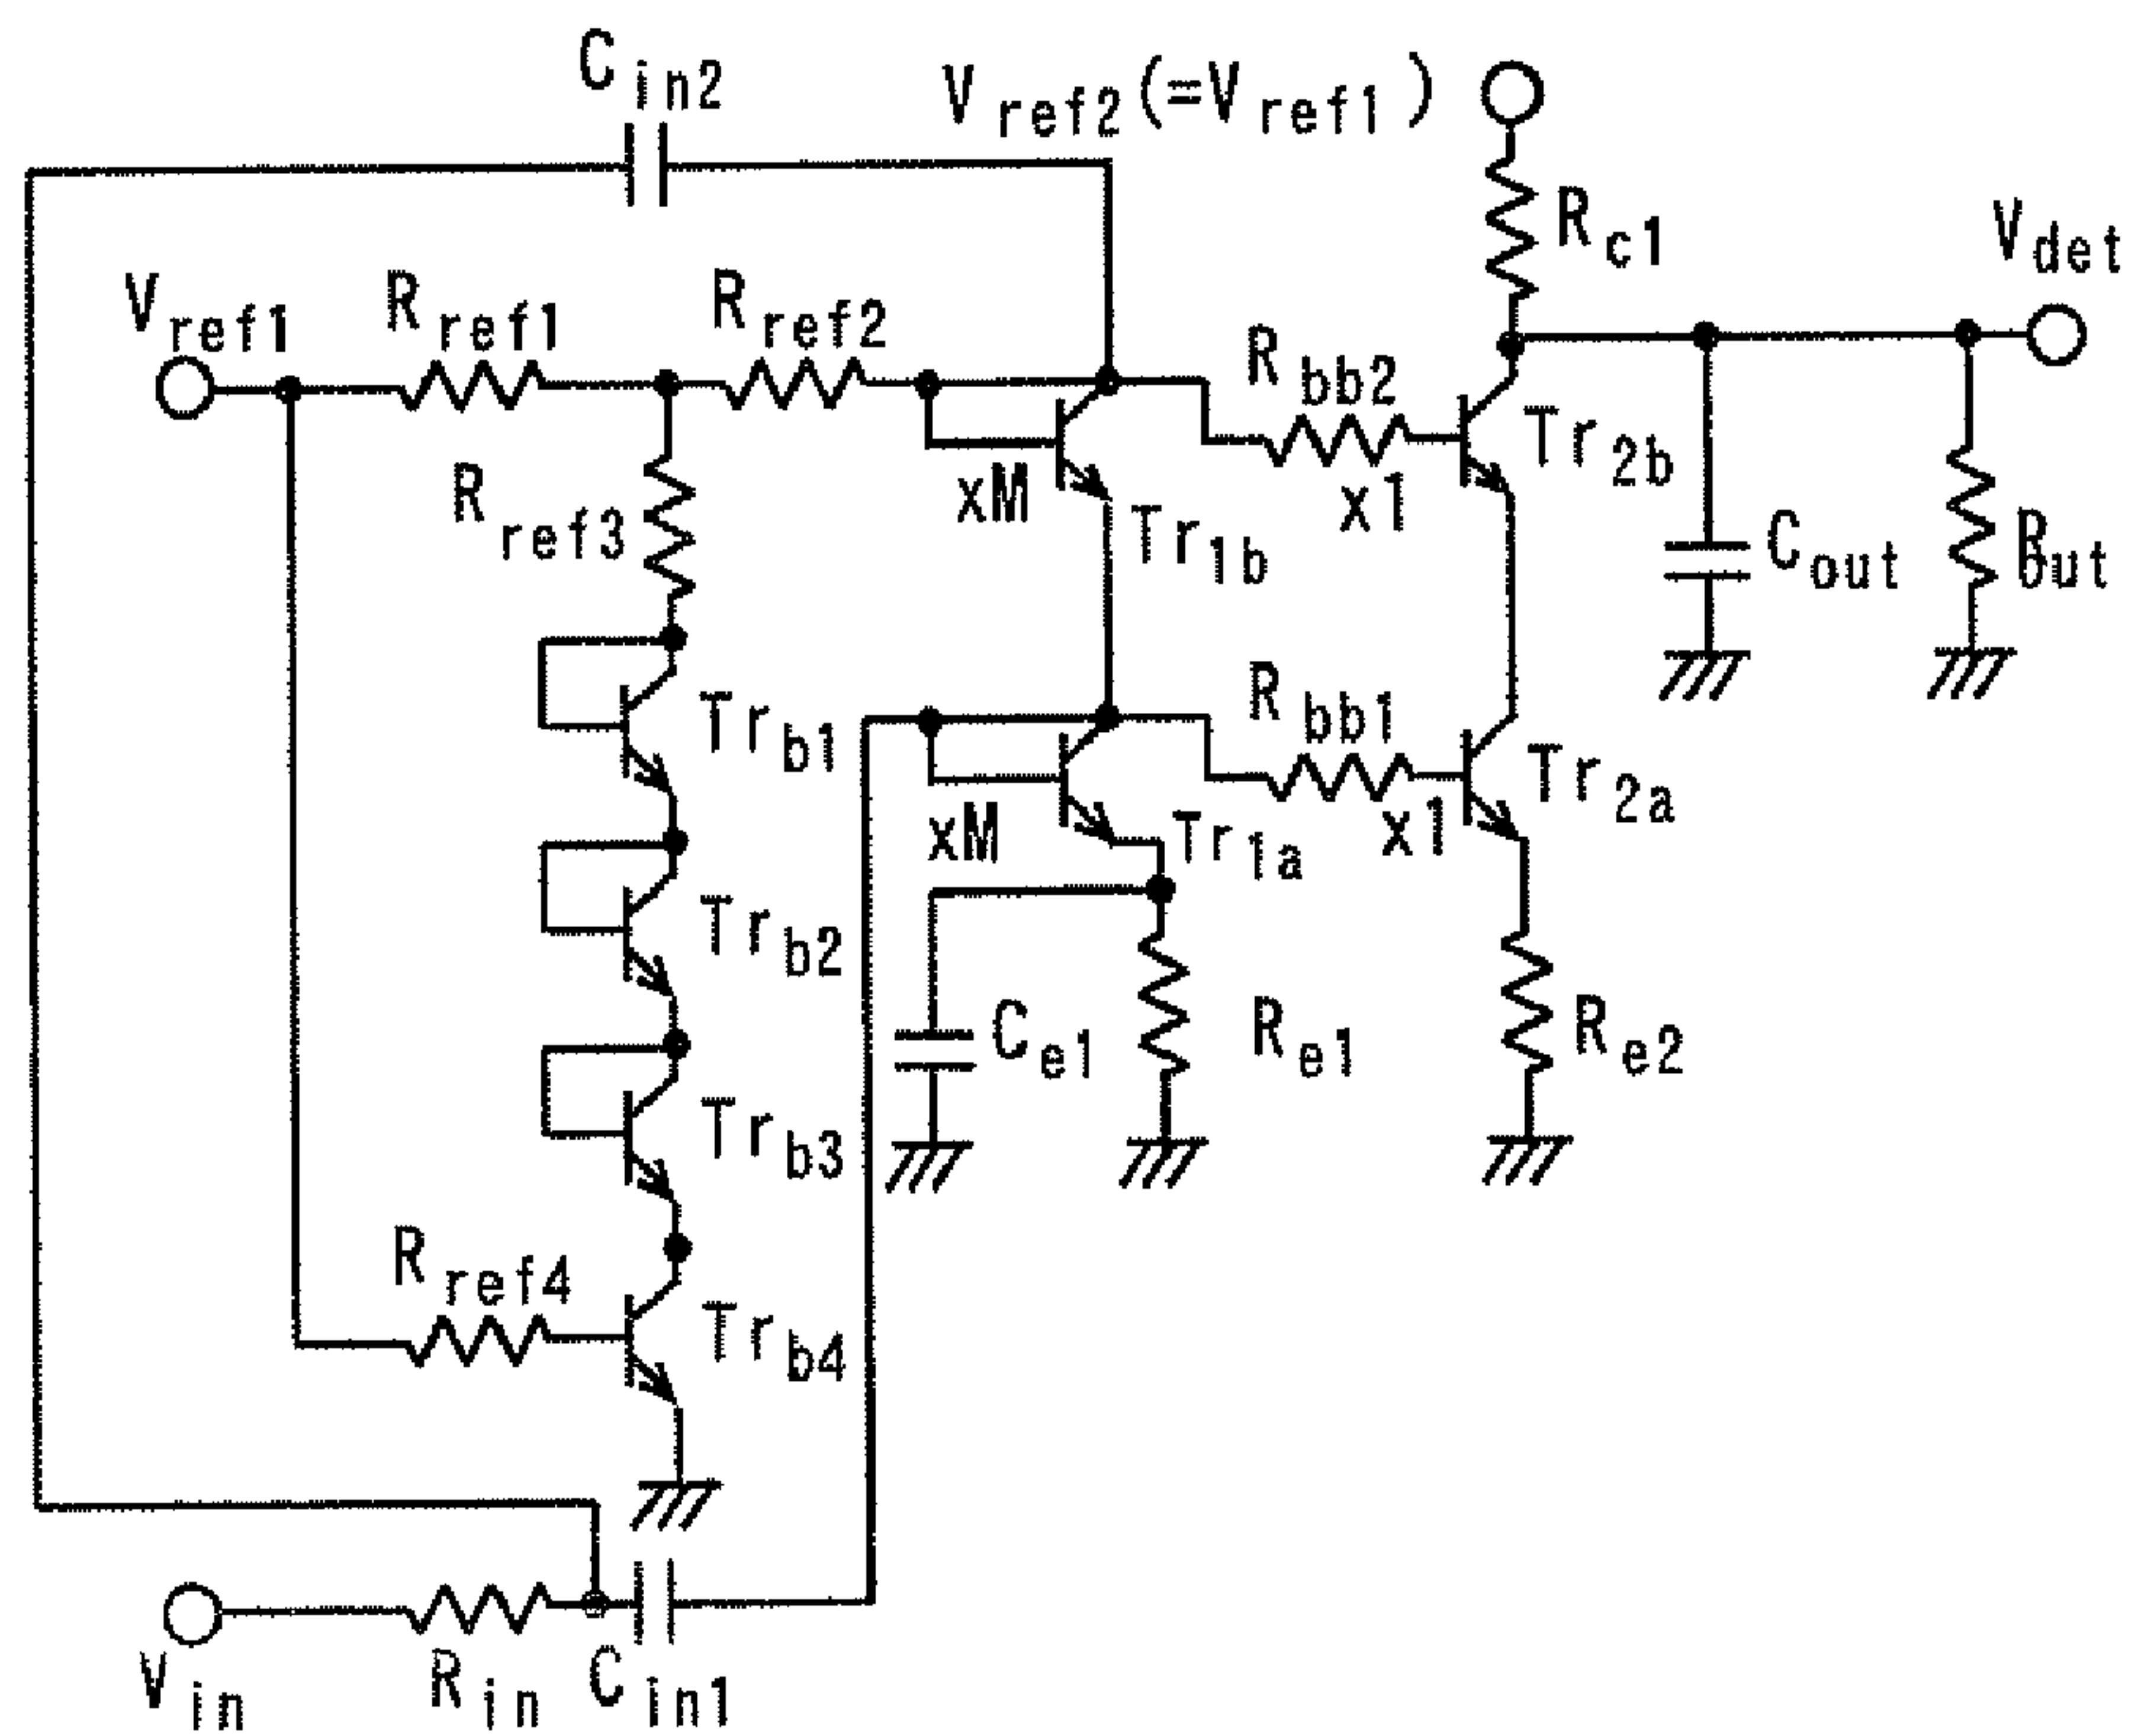 Cin2
Vref2(=Vref1)
Rc1
Vdet
Vref1
Rref1
Rref2
Rbb2
Tr2b
Rref3
xM
x1
Tr1b
Cout
Rout
Trb1
Rbb1
Tr2a
xM
Tr1a
x1
Trb2
Ce1
Re1
Re2
Trb3
Rref4
Trb4
Vin
Rin
Cin1